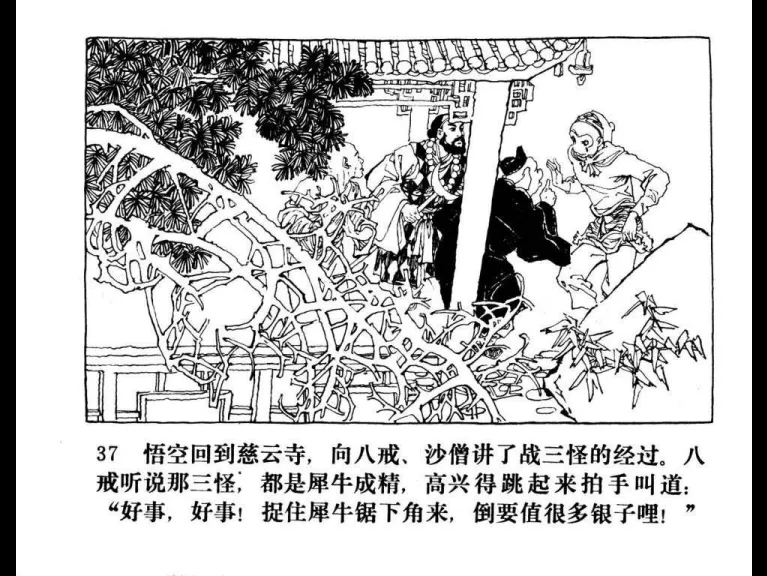 37 悟空回到慈云寺，向八戒、沙僧讲了战三怪的经过。八
戒听说那三怪，都是犀牛成精，高兴得跳起来拍手叫道：
“好事，好事！捉住犀牛锯下角来，倒要值很多银子哩！”